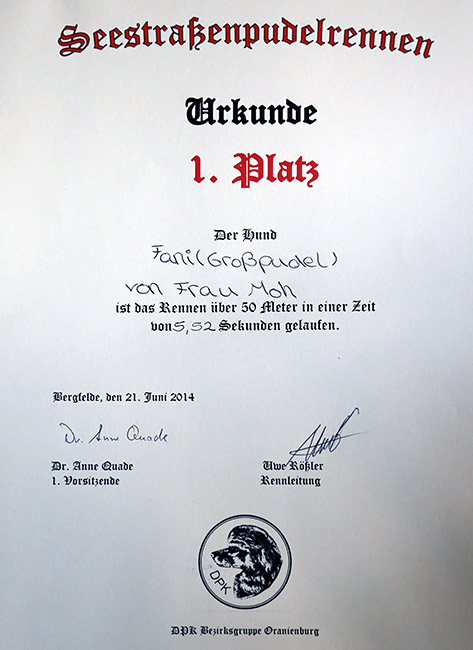 Seestraßenpudelrennen
Urkunde
1. Platz
Der Hund
Fani (Großpudel)
von Frau Moh
ist das Rennen über 50 Meter in einer Zeit
von 5,52 Sekunden gelaufen.
Bergfelde, den 21. Juni 2014
Dr. Anne Quade
Dr. Anne Quade
1. Vorsitzende
Uwe Rößler
Rennleitung
DPK
DPK Bezirksgruppe Oranienburg